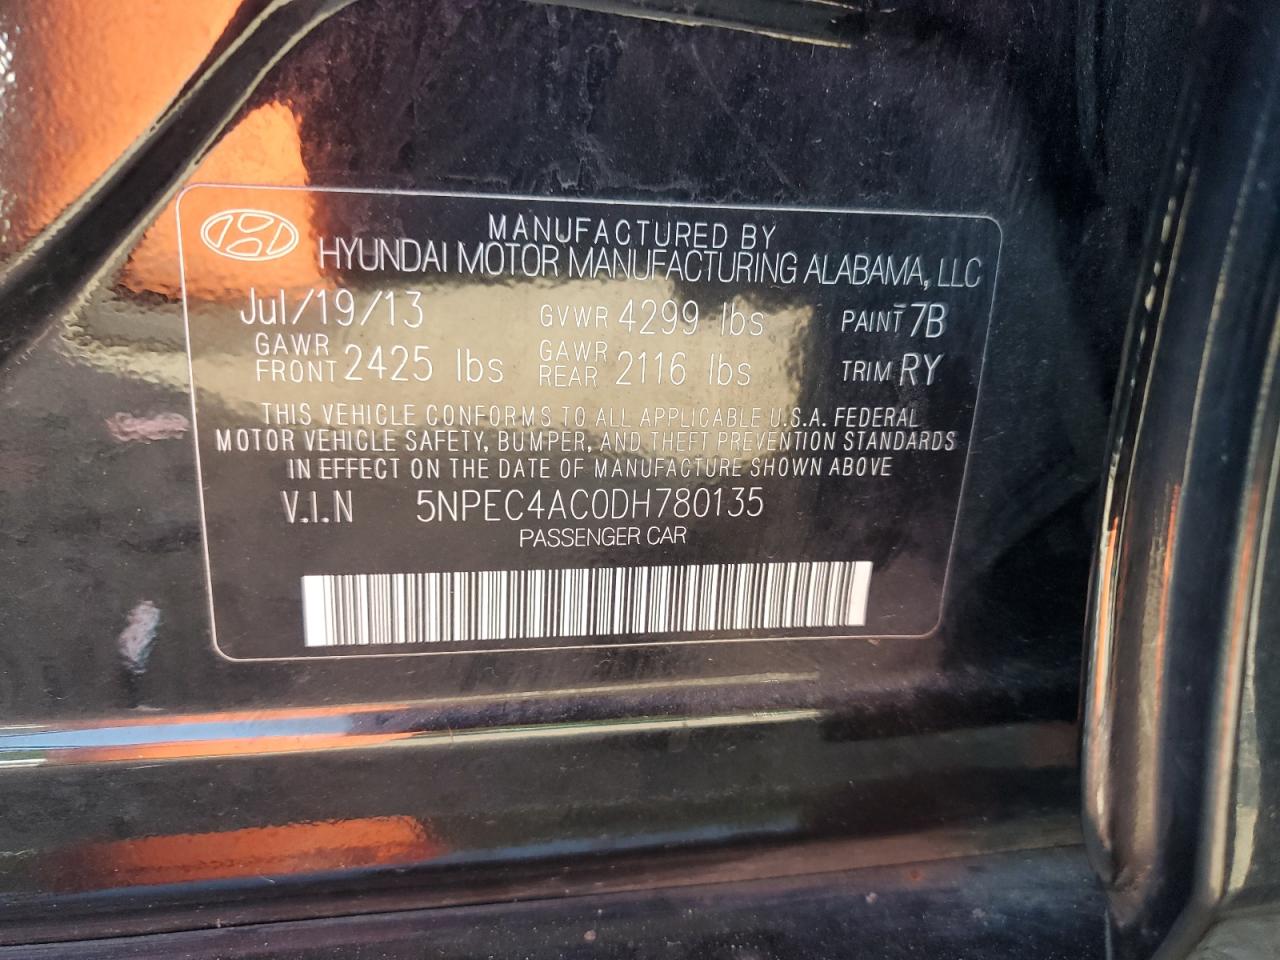 MANUFACTURED BY
HYUNDAI MOTOR MANUFACTURING ALABAMA, LLC
Jul/19/13 GVWR 4299 lbs PAINT 7B
GAWR FRONT 2425 lbs GAWR REAR 2116 lbs TRIM RY
THIS VEHICLE CONFORMS TO ALL APPLICABLE U.S.A. FEDERAL
MOTOR VEHICLE SAFETY, BUMPER, AND THEFT PREVENTION STANDARDS
IN EFFECT ON THE DATE OF MANUFACTURE SHOWN ABOVE
V.I.N 5NPEC4AC0DH780135
PASSENGER CAR